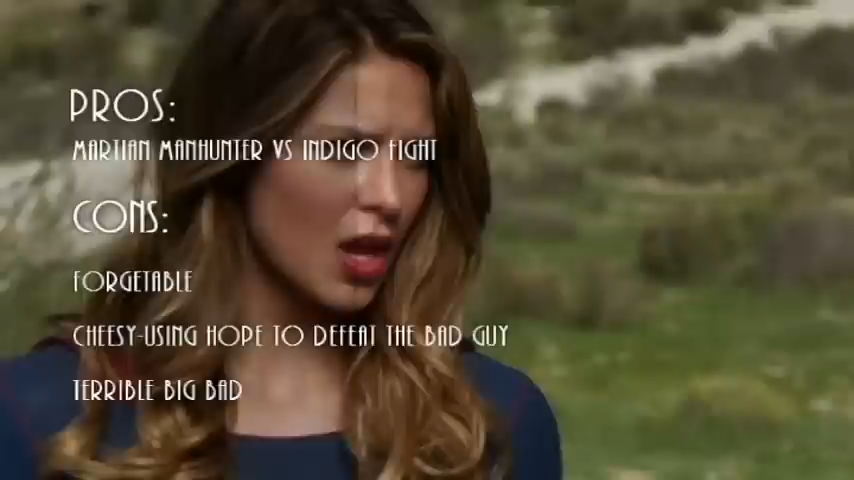 PROS:
MARTIAN MANHUNTER VS INDIGO FIGHT
CONS:
FORGETABLE
CHEESY-USING HOPE TO DEFEAT THE BAD GUY
TERRIBLE BIG BAD